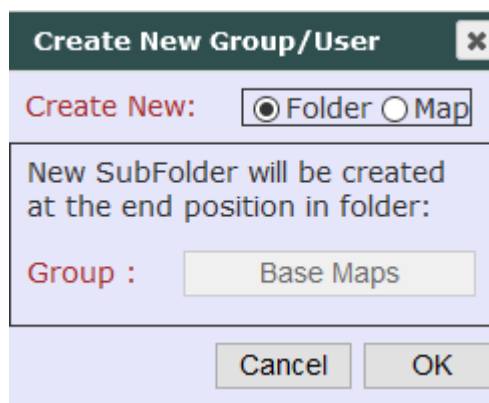 Create New Group/User
Create New: Folder Map
New SubFolder will be created
at the end position in folder:
Group : Base Maps
Cancel OK